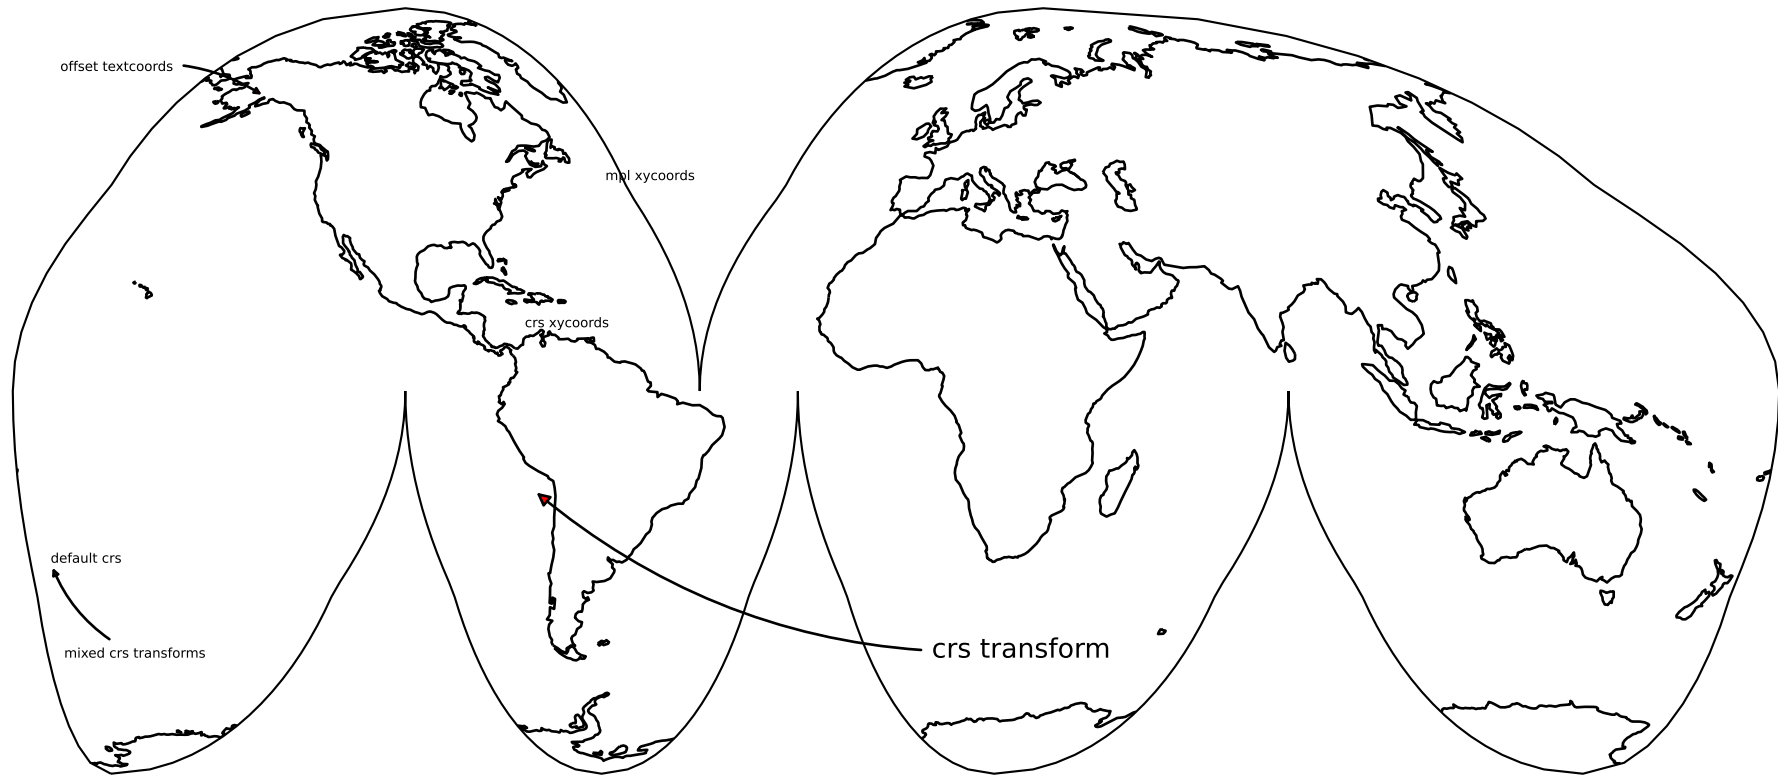 offset textcoords
mpl xycoords
crs xycoords
default crs
mixed crs transforms
crs transform